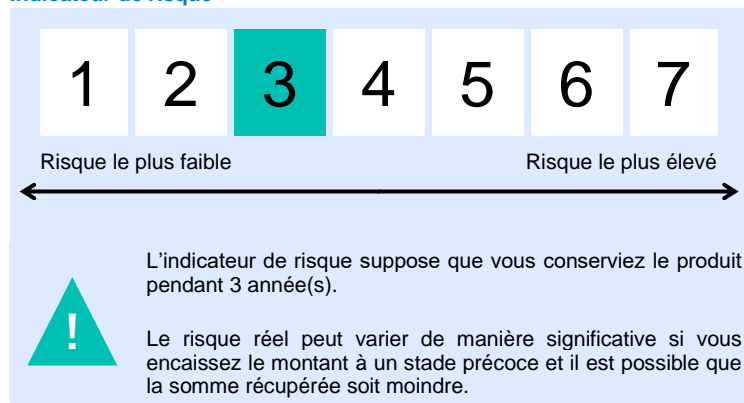 Indicateur de risque
1 2 3 4 5 6 7
Risque le plus faible Risque le plus élevé
L'indicateur de risque suppose que vous conserviez le produit
pendant 3 année(s).
!
Le risque réel peut varier de manière significative si vous
encaissez le montant à un stade précoce et il est possible que
la somme récupérée soit moindre.